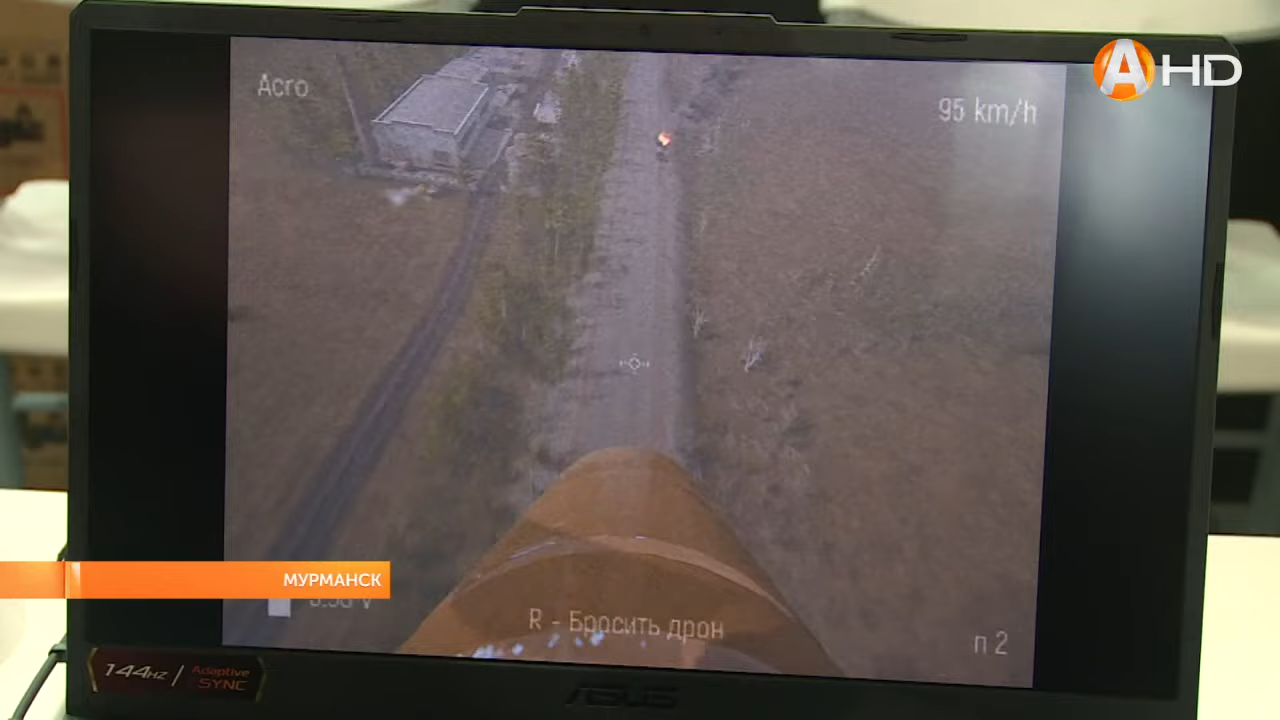 A HD
Acro
95 km/h
МУРМАНСК
R - Бросить дрон
п 2
144HZ / Adaptive
SYNC
ASUS